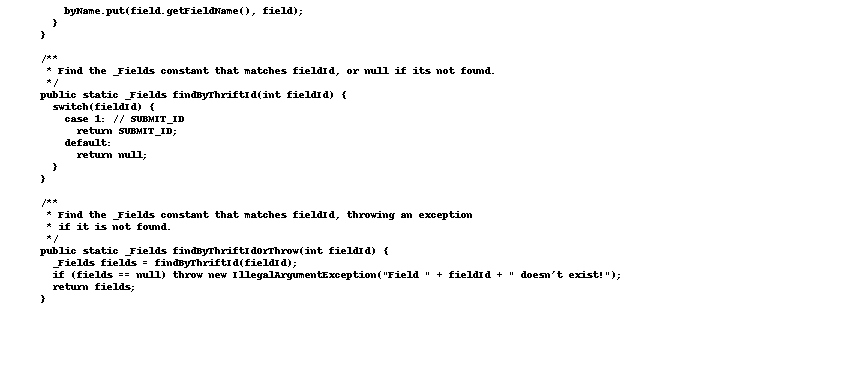 byName.put(field.getFieldName(), field);
}
}
/**
* Find the _Fields constant that matches fieldId, or null if its not found.
*/
public static _Fields findByThriftId(int fieldId) {
switch(fieldId) {
case 1: // SUBMIT_ID
return SUBMIT_ID;
default:
return null;
}
}
/**
* Find the _Fields constant that matches fieldId, throwing an exception
* if it is not found.
*/
public static _Fields findByThriftIdOrThrow(int fieldId) {
_Fields fields = findByThriftId(fieldId);
if (fields == null) throw new IllegalArgumentException("Field " + fieldId + " doesn't exist!");
return fields;
}